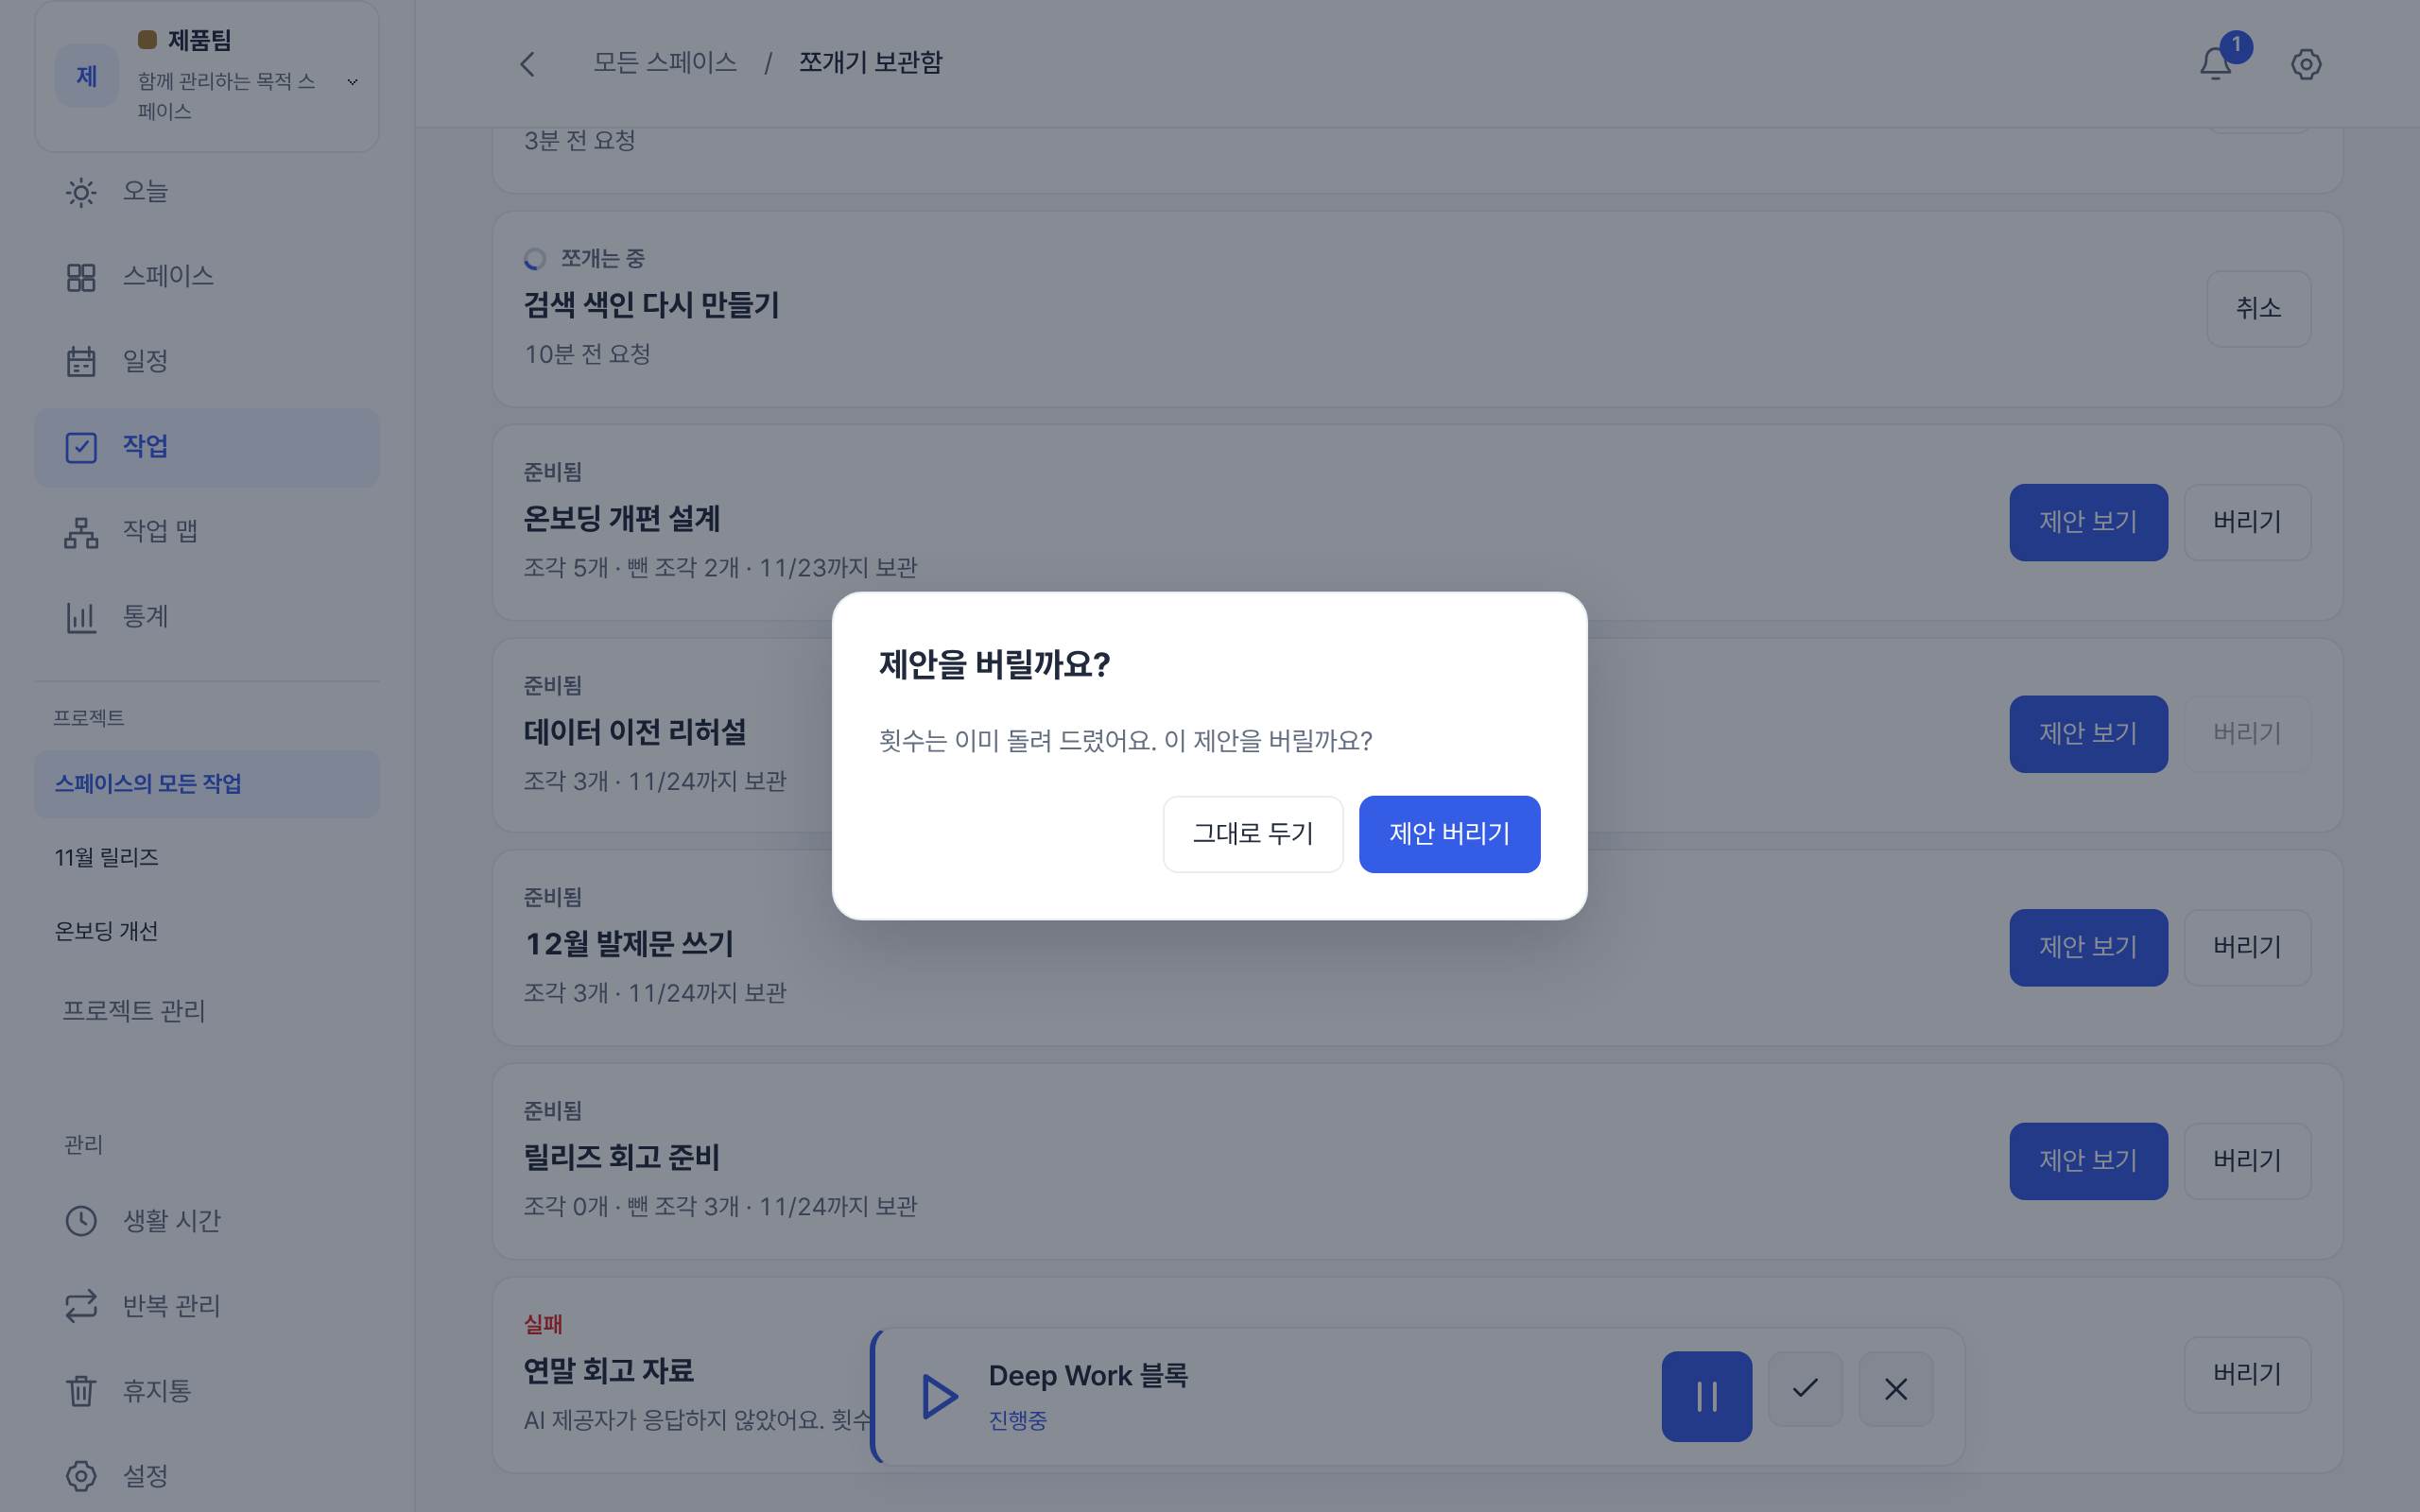 제
제품팀
함께 관리하는 목적 스
페이스
오늘
스페이스
일정
작업
작업 맵
통계
프로젝트
스페이스의 모든 작업
11월 릴리즈
온보딩 개선
프로젝트 관리
관리
생활 시간
반복 관리
휴지통
설정
모든 스페이스 / 쪼개기 보관함
1
3분 전 요청
쪼개는 중
검색 색인 다시 만들기
10분 전 요청
취소
준비됨
온보딩 개편 설계
조각 5개 · 뺀 조각 2개 · 11/23까지 보관
제안 보기 버리기
준비됨
데이터 이전 리허설
조각 3개 · 11/24까지 보관
제안 보기 버리기
제안을 버릴까요?
횟수는 이미 돌려 드렸어요. 이 제안을 버릴까요?
그대로 두기 제안 버리기
준비됨
12월 발제문 쓰기
조각 3개 · 11/24까지 보관
제안 보기 버리기
준비됨
릴리즈 회고 준비
조각 0개 · 뺀 조각 3개 · 11/24까지 보관
제안 보기 버리기
실패
연말 회고 자료
AI 제공자가 응답하지 않았어요. 횟수
버리기
Deep Work 블록
진행중